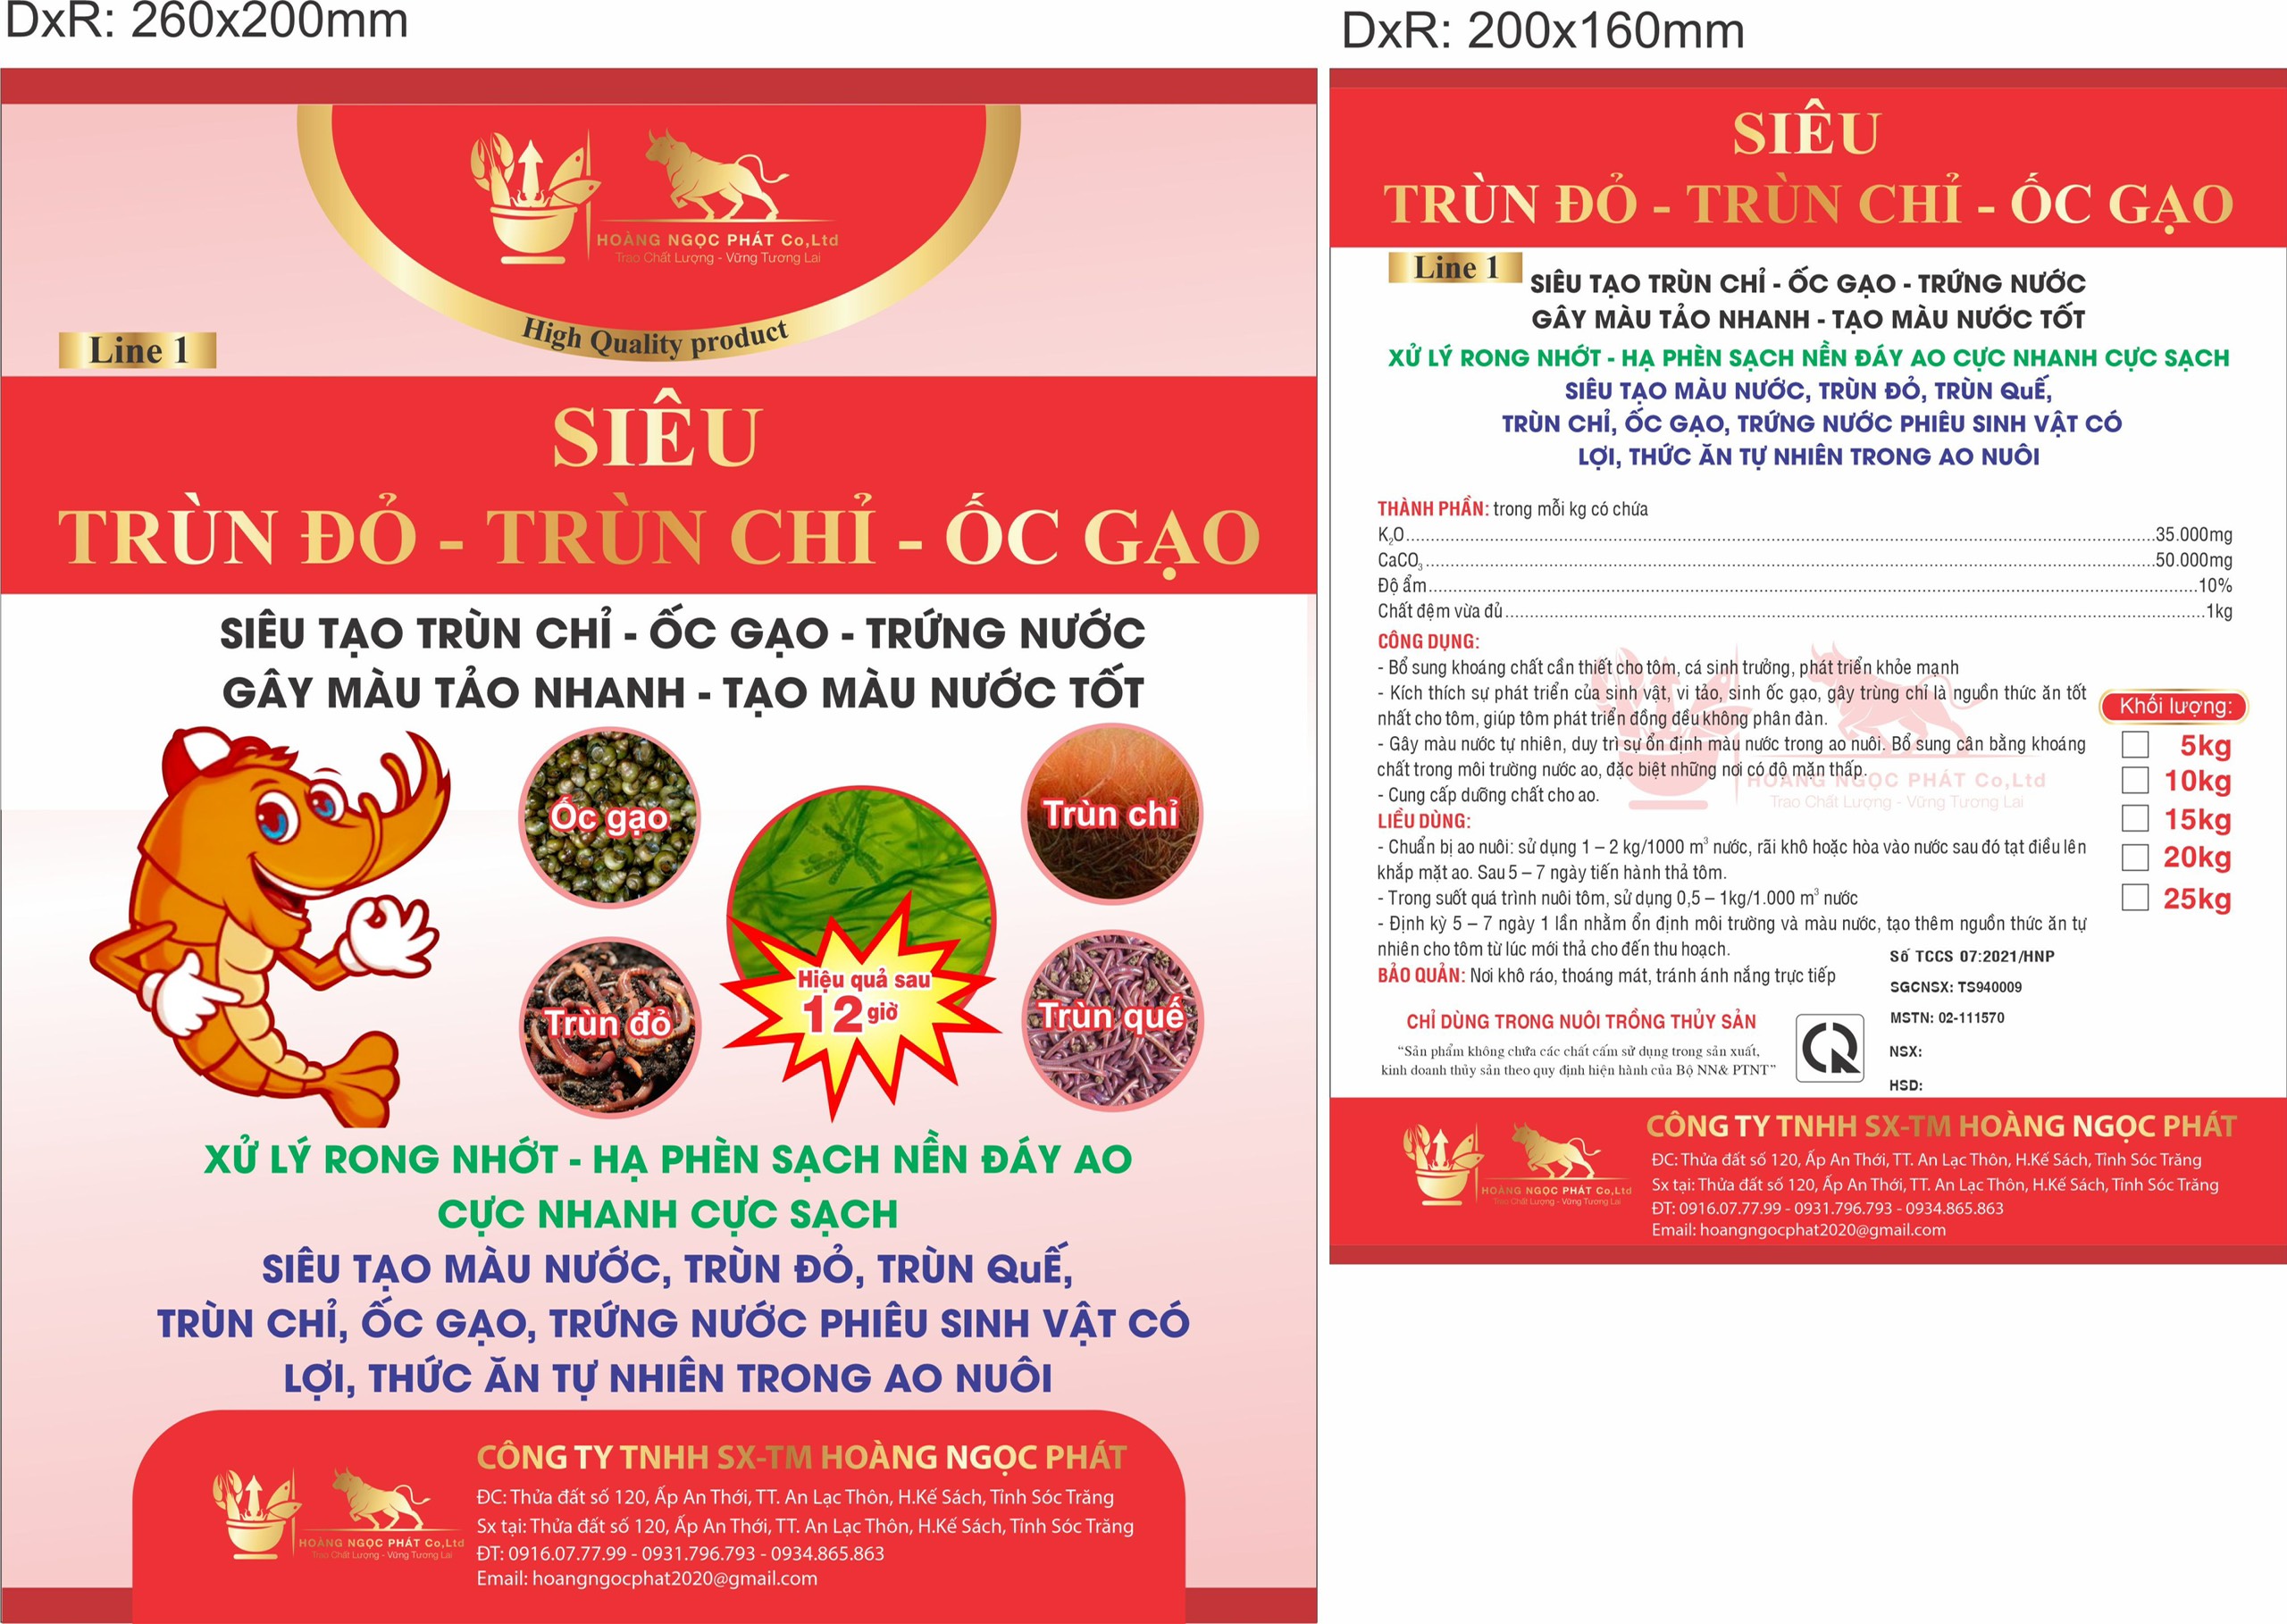 DxR: 260x200mm
HOÀNG NGỌC PHÁT Co,Ltd
Trao Chất Lượng - Vững Tương Lai
High Quality product
Line 1
SIÊU
TRÙN ĐỎ - TRÙN CHỈ - ỐC GẠO
SIÊU TẠO TRÙN CHỈ - ỐC GẠO - TRỨNG NƯỚC
GÂY MÀU TẢO NHANH - TẠO MÀU NƯỚC TỐT
Ốc gạo
Trùn chỉ
Hiệu quả sau
12 giờ
Trùn đỏ
Trùn quế
XỬ LÝ RONG NHỚT - HẠ PHÈN SẠCH NỀN ĐÁY AO
CỰC NHANH CỰC SẠCH
SIÊU TẠO MÀU NƯỚC, TRÙN ĐỎ, TRÙN QuẾ,
TRÙN CHỈ, ỐC GẠO, TRỨNG NƯỚC PHIÊU SINH VẬT CÓ
LỢI, THỨC ĂN TỰ NHIÊN TRONG AO NUÔI
HOÀNG NGỌC PHÁT Co,Ltd
Trao Chất Lượng - Vững Tương Lai
CÔNG TY TNHH SX-TM HOÀNG NGỌC PHÁT
ĐC: Thửa đất số 120, Ấp An Thới, TT. An Lạc Thôn, H.Kế Sách, Tỉnh Sóc Trăng
Sx tại: Thửa đất số 120, Ấp An Thới, TT. An Lạc Thôn, H.Kế Sách, Tỉnh Sóc Trăng
ĐT: 0916.07.77.99 - 0931.796.793 - 0934.865.863
Email: hoangngocphat2020@gmail.com
DxR: 200x160mm
SIÊU
TRÙN ĐỎ - TRÙN CHỈ - ỐC GẠO
Line 1
SIÊU TẠO TRÙN CHỈ - ỐC GẠO - TRỨNG NƯỚC
GÂY MÀU TẢO NHANH - TẠO MÀU NƯỚC TỐT
XỬ LÝ RONG NHỚT - HẠ PHÈN SẠCH NỀN ĐÁY AO CỰC NHANH CỰC SẠCH
SIÊU TẠO MÀU NƯỚC, TRÙN ĐỎ, TRÙN QuẾ,
TRÙN CHỈ, ỐC GẠO, TRỨNG NƯỚC PHIÊU SINH VẬT CÓ
LỢI, THỨC ĂN TỰ NHIÊN TRONG AO NUÔI
THÀNH PHẦN: trong mỗi kg có chứa
K₂O...35.000mg
CaCO₃...50.000mg
Độ ẩm...10%
Chất đệm vừa đủ...1kg
CÔNG DỤNG:
- Bổ sung khoáng chất cần thiết cho tôm, cá sinh trưởng, phát triển khỏe mạnh
- Kích thích sự phát triển của sinh vật, vi tảo, sinh ốc gạo, gây trùng chỉ là nguồn thức ăn tốt
nhất cho tôm, giúp tôm phát triển đồng đều không phân đàn.
- Gây màu nước tự nhiên, duy trì sự ổn định màu nước trong ao nuôi. Bổ sung cân bằng khoáng
chất trong môi trường nước ao, đặc biệt những nơi có độ mặn thấp.
- Cung cấp dưỡng chất cho ao.
HOÀNG NGỌC PHÁT Co,Ltd
Trao Chất Lượng - Vững Tương Lai
LIỀU DÙNG:
- Chuẩn bị ao nuôi: sử dụng 1 – 2 kg/1000 m³ nước, rãi khô hoặc hòa vào nước sau đó tạt điều lên
khắp mặt ao. Sau 5 – 7 ngày tiến hành thả tôm.
- Trong suốt quá trình nuôi tôm, sử dụng 0,5 – 1kg/1.000 m³ nước
- Định kỳ 5 – 7 ngày 1 lần nhằm ổn định môi trường và màu nước, tạo thêm nguồn thức ăn tự
nhiên cho tôm từ lúc mới thả cho đến thu hoạch.
BẢO QUẢN: Nơi khô ráo, thoáng mát, tránh ánh nắng trực tiếp
Khối lượng:
5kg
10kg
15kg
20kg
25kg
CHỈ DÙNG TRONG NUÔI TRỒNG THỦY SẢN
“Sản phẩm không chứa các chất cấm sử dụng trong sản xuất,
kinh doanh thủy sản theo quy định hiện hành của Bộ NN& PTNT”
Số TCCS 07:2021/HNP
SGCNSX: TS940009
MSTN: 02-111570
NSX:
HSD:
HOÀNG NGỌC PHÁT Co,Ltd
Trao Chất Lượng - Vững Tương Lai
CÔNG TY TNHH SX-TM HOÀNG NGỌC PHÁT
ĐC: Thửa đất số 120, Ấp An Thới, TT. An Lạc Thôn, H.Kế Sách, Tỉnh Sóc Trăng
Sx tại: Thửa đất số 120, Ấp An Thới, TT. An Lạc Thôn, H.Kế Sách, Tỉnh Sóc Trăng
ĐT: 0916.07.77.99 - 0931.796.793 - 0934.865.863
Email: hoangngocphat2020@gmail.com